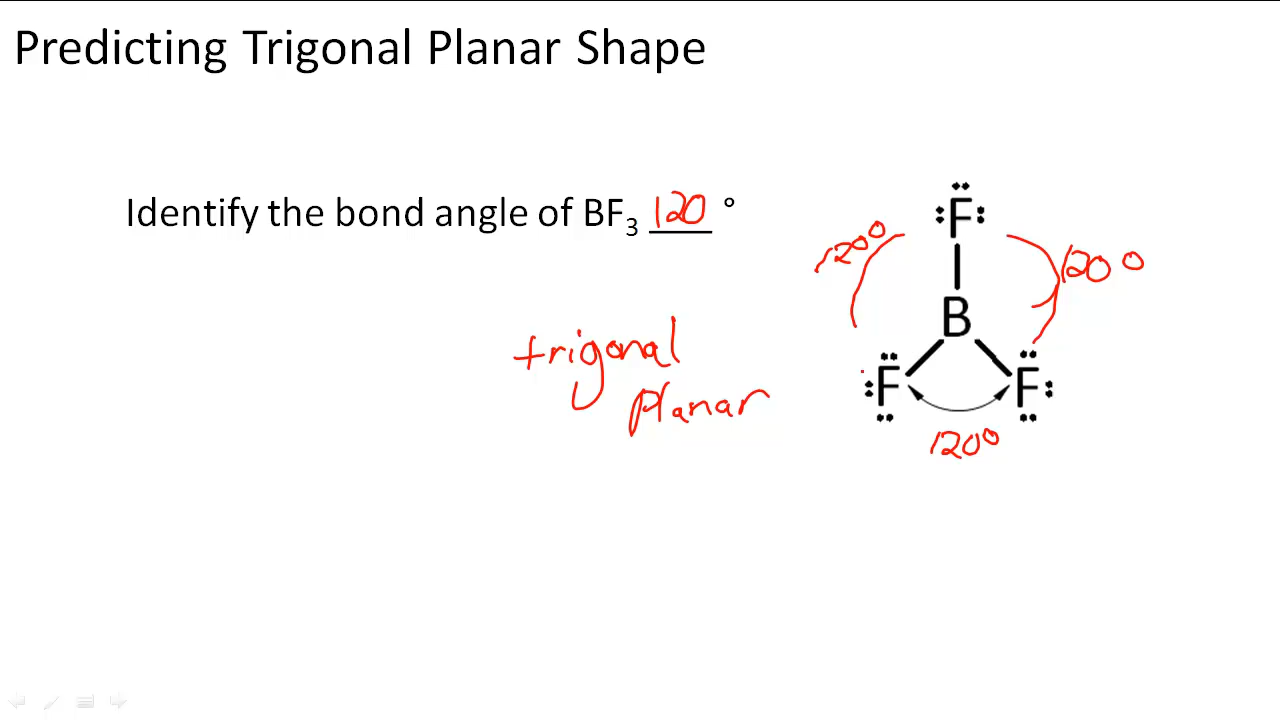 Predicting Trigonal Planar Shape
Identify the bond angle of BF₃ 120 °
trigonal
planar
F
120°
120°
B
F
F
120°